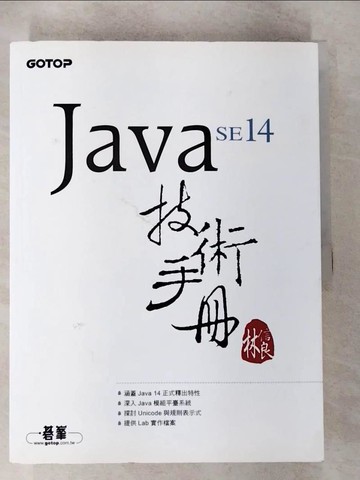 GOTOP
Java SE 14
技術
手冊
林信良
涵蓋 Java 14 正式釋出特性
深入 Java 模組平臺系統
探討 Unicode 與規則表示式
提供 Lab 實作檔案
碁峯
www.gotop.com.tw